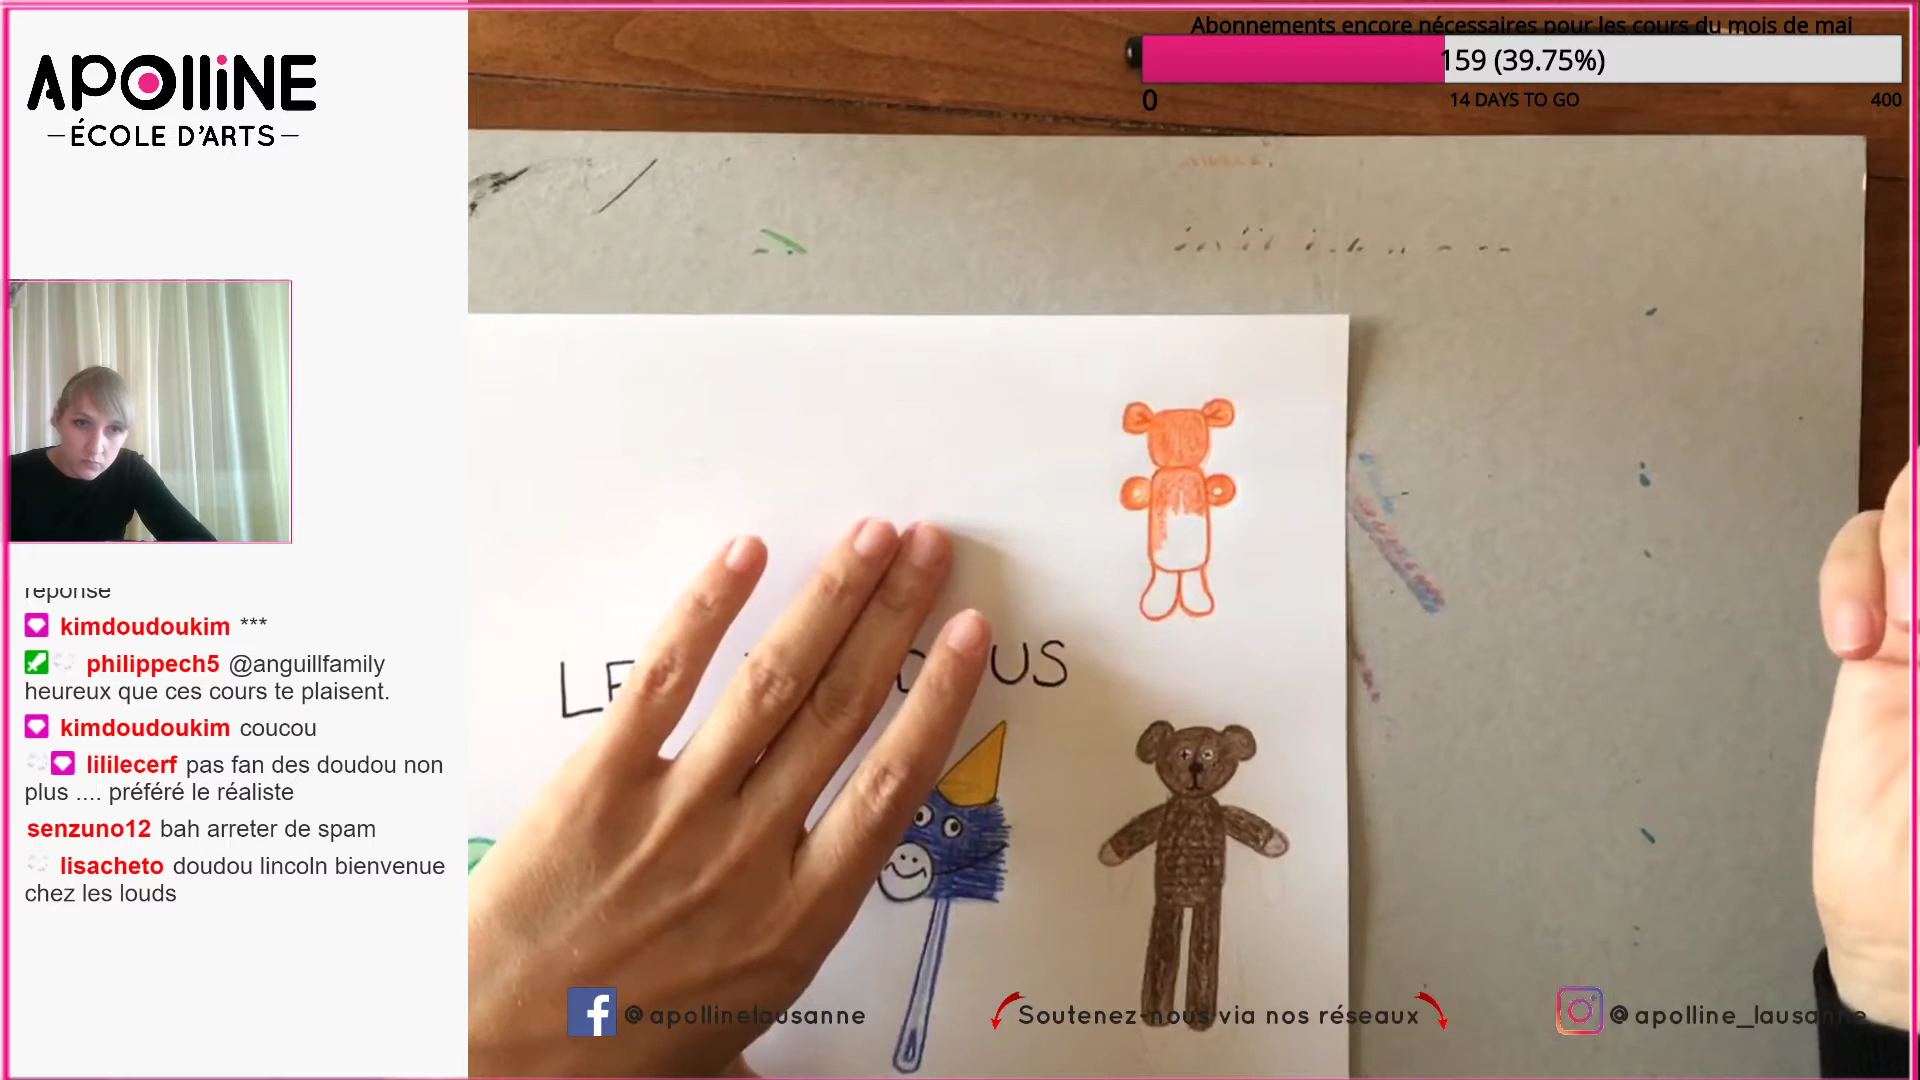 APOLLINE
ÉCOLE D'ARTS
Abonnements encore nécessaires pour les cours du mois de mai
159 (39.75%)
0
14 DAYS TO GO
400
réponse
kimdoudoukim ***
philippech5 @anguillfamily
heureux que ces cours te plaisent.
kimdoudoukim coucou
lililecerf pas fan des doudou non
plus .... préféré le réaliste
senzuno12 bah arreter de spam
lisacheto doudou lincoln bienvenue
chez les louds
US
@apollinelausanne
Soutenez-nous via nos réseaux
@apolline_lausanne